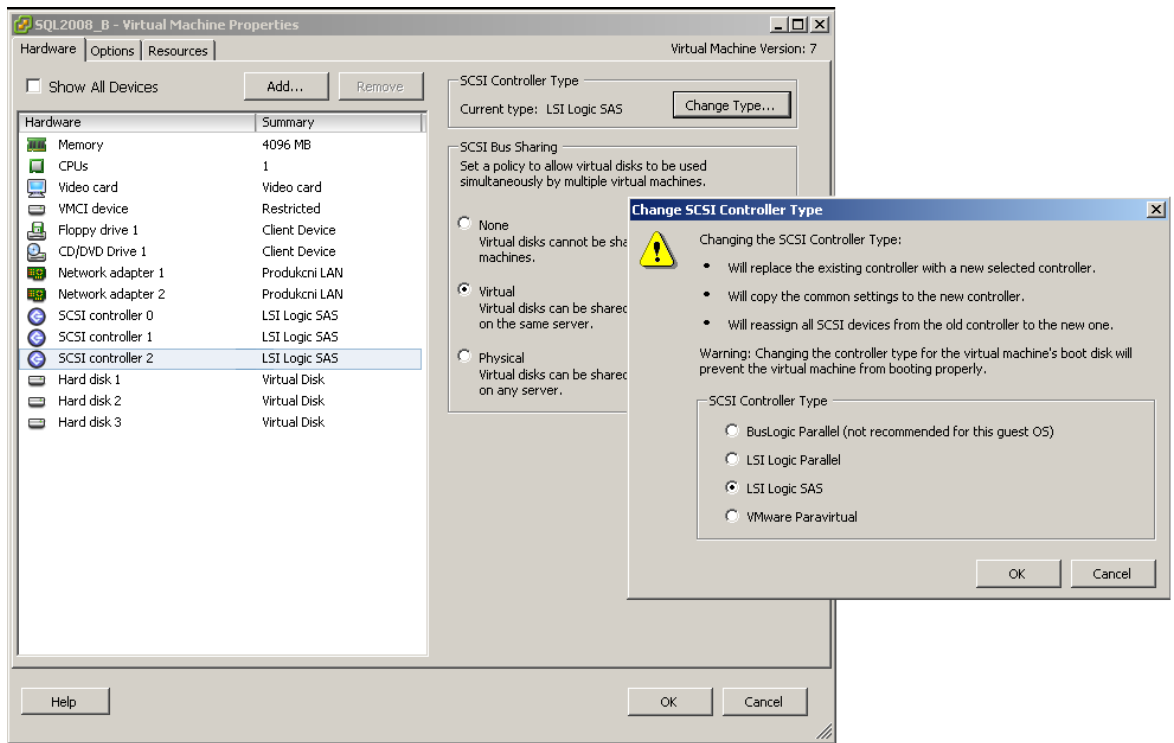 SQL2008_B - Virtual Machine Properties
Hardware Options Resources Virtual Machine Version: 7
Show All Devices Add... Remove
Hardware Summary
Memory 4096 MB
CPUs 1
Video card Video card
VMCI device Restricted
Floppy drive 1 Client Device
CD/DVD Drive 1 Client Device
Network adapter 1 Produkcni LAN
Network adapter 2 Produkcni LAN
SCSI controller 0 LSI Logic SAS
SCSI controller 1 LSI Logic SAS
SCSI controller 2 LSI Logic SAS
Hard disk 1 Virtual Disk
Hard disk 2 Virtual Disk
Hard disk 3 Virtual Disk
SCSI Controller Type
Current type: LSI Logic SAS Change Type...
SCSI Bus Sharing
Set a policy to allow virtual disks to be used
simultaneously by multiple virtual machines.
None
Virtual disks cannot be sha
machines.
Virtual
Virtual disks can be shared
on the same server.
Physical
Virtual disks can be shared
on any server.
Help OK Cancel
Change SCSI Controller Type
Changing the SCSI Controller Type:
• Will replace the existing controller with a new selected controller.
• Will copy the common settings to the new controller.
• Will reassign all SCSI devices from the old controller to the new one.
Warning: Changing the controller type for the virtual machine's boot disk will
prevent the virtual machine from booting properly.
SCSI Controller Type
BusLogic Parallel (not recommended for this guest OS)
LSI Logic Parallel
LSI Logic SAS
VMware Paravirtual
OK Cancel